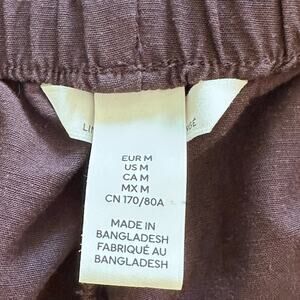 EUR M
US M
CA M
MX M
CN 170/80A
MADE IN
BANGLADESH
FABRIQUÉ AU
BANGLADESH